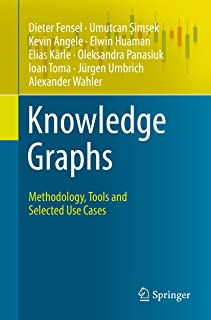 Dieter Fensel · Umutcan Şimşek
Kevin Angele · Elwin Huaman
Elias Kärle · Oleksandra Panasiuk
Ioan Toma · Jürgen Umbrich
Alexander Wahler
Knowledge
Graphs
Methodology, Tools and
Selected Use Cases
Springer